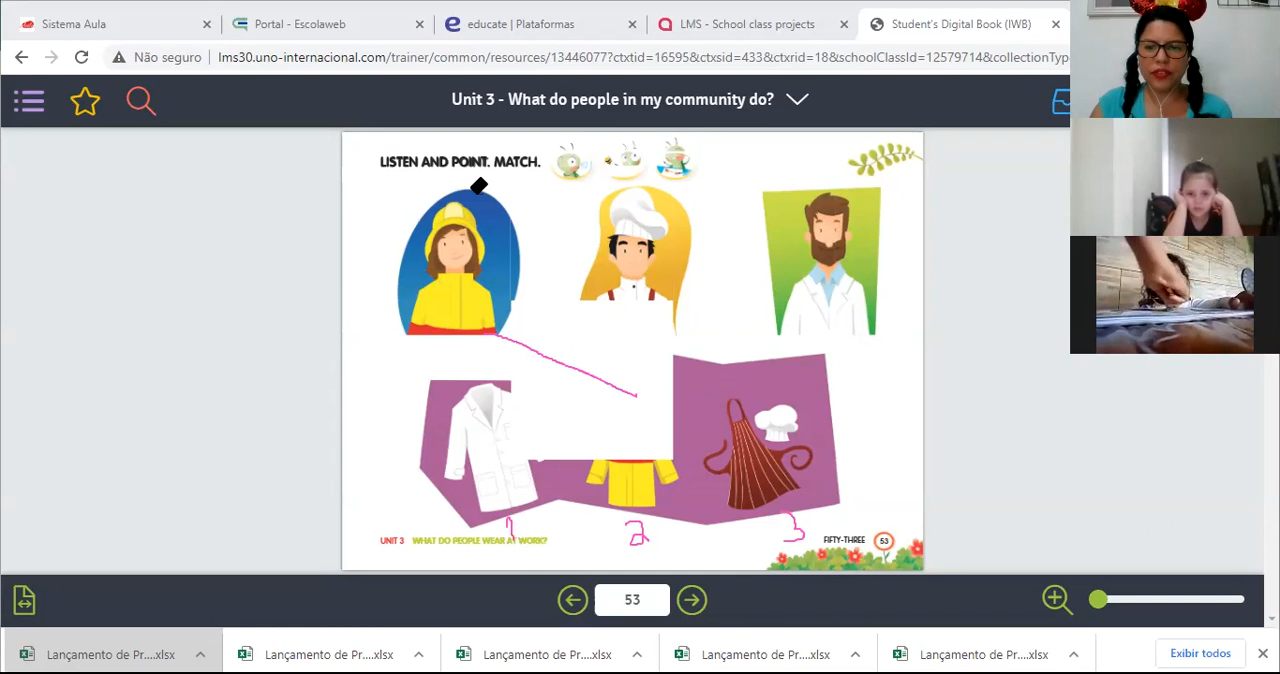 Sistema Aula
Portal - Escolaweb
educate | Plataformas
LMS - School class projects
Student's Digital Book (IWB)
Não seguro
lms30.uno-internacional.com/trainer/common/resources/13446077?ctxtid=16595&ctxsid=433&ctxrid=18&schoolClassId=12579714&collectionTyp
Unit 3 - What do people in my community do?
LISTEN AND POINT. MATCH.
1 2 3
UNIT 3 WHAT DO PEOPLE WEAR AT WORK?
FIFTY-THREE 53
53
Lançamento de Pr....xlsx
Lançamento de Pr....xlsx
Lançamento de Pr....xlsx
Lançamento de Pr....xlsx
Lançamento de Pr....xlsx
Exibir todos